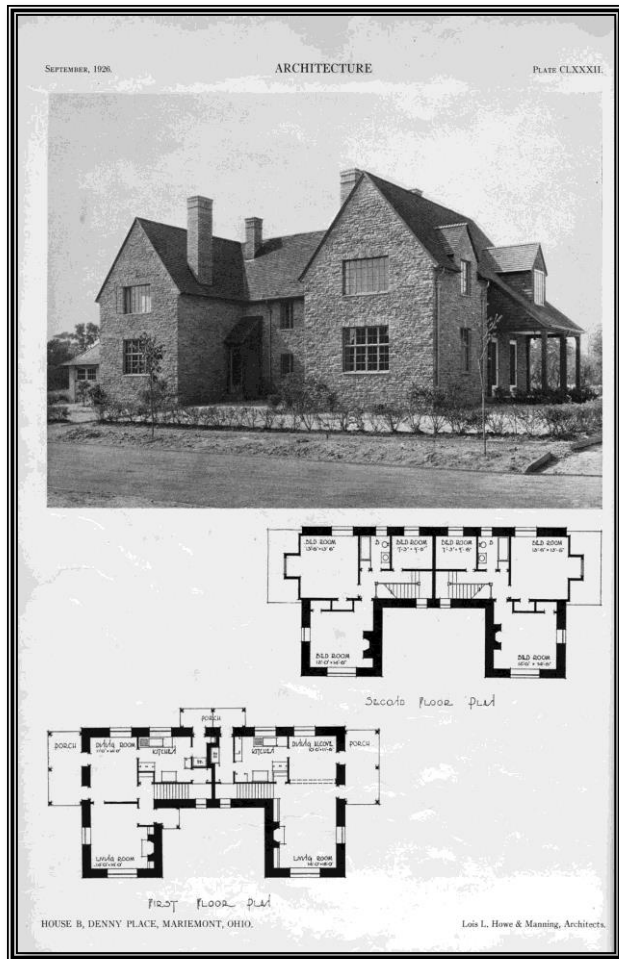 SEPTEMBER, 1926.
ARCHITECTURE
PLATE CLXXXII.
BED ROOM
B
BED ROOM
BED ROOM
B
BED ROOM
BED ROOM
BED ROOM
SECOND FLOOR PLAN
PORCH
PORCH
DINING ROOM
KITCHEN
KITCHEN
DINING ALCOVE
PORCH
LIVING ROOM
LIVING ROOM
FIRST FLOOR PLAN
HOUSE B, DENNY PLACE, MARIEMONT, OHIO.
Lois L. Howe & Manning, Architects.